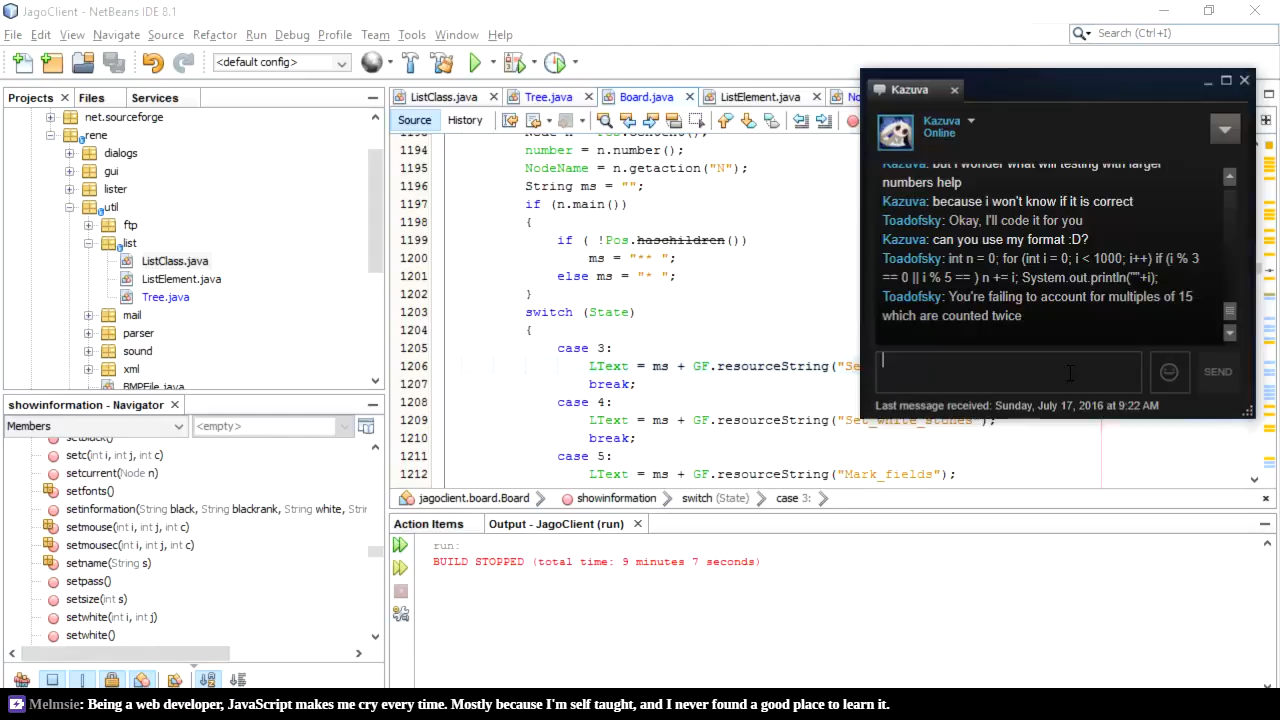 JagoClient - NetBeans IDE 8.1
File Edit View Navigate Source Refactor Run Debug Profile Team Tools Window Help
Search (Ctrl+I)
<default config>
Projects Files Services
net.sourceforge
rene
dialogs
gui
lister
util
ftp
list
ListClass.java
ListElement.java
Tree.java
mail
parser
sound
xml
BMPFile.java
showinformation - Navigator
Members
<empty>
setc(int i, int j, int c)
setcurrent(Node n)
setfonts()
setinformation(String black, String blackrank, String white, Strir
setmouse(int i, int j, int c)
setmousec(int i, int j, int c)
setname(String s)
setpass()
setsize(int s)
setwhite(int i, int j)
setwhite()
ListClass.java Tree.java Board.java ListElement.java No
Source History
1194 number = n.number();
1195 NodeName = n.getaction("N");
1196 String ms = "";
1197 if (n.main())
1198 {
1199 if ( !Pos.haschildren())
1200 ms = "** ";
1201 else ms = "* ";
1202 }
1203 switch (State)
1204 {
1205 case 3:
1206 LText = ms + GF.resourceString("Se
1207 break;
1208 case 4:
1209 LText = ms + GF.resourceString("Set_white_stones");
1210 break;
1211 case 5:
1212 LText = ms + GF.resourceString("Mark_fields");
jagoclient.board.Board showinformation switch (State) case 3:
Action Items Output - JagoClient (run)
run:
BUILD STOPPED (total time: 9 minutes 7 seconds)
Kazuva
Kazuva
Online
Kazuva: but i wonder what will testing with larger
numbers help
Kazuva: because i won't know if it is correct
Toadofsky: Okay, I'll code it for you
Kazuva: can you use my format :D?
Toadofsky: int n = 0; for (int i = 0; i < 1000; i++) if (i % 3
== 0 || i % 5 == ) n += i; System.out.println(""+i);
Toadofsky: You're failing to account for multiples of 15
which are counted twice
SEND
Last message received: Sunday, July 17, 2016 at 9:22 AM
Melmsie: Being a web developer, JavaScript makes me cry every time. Mostly because I'm self taught, and I never found a good place to learn it.